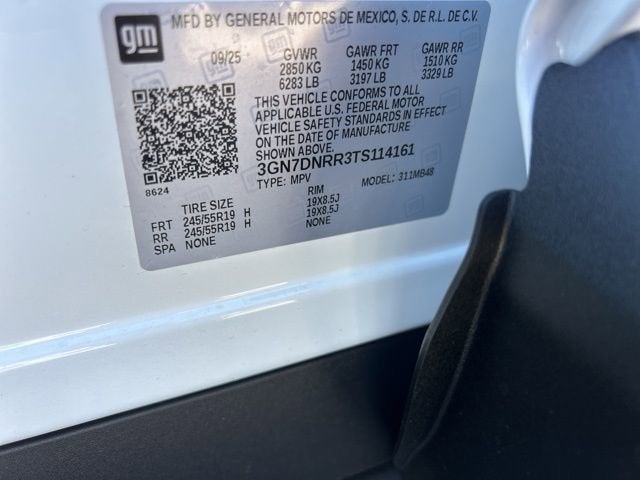 gm
MFD BY GENERAL MOTORS DE MEXICO, S. DE R.L. DE C.V.
09/25 GVWR GAWR FRT GAWR RR
2850 KG 1450 KG 1510 KG
6283 LB 3197 LB 3329 LB
THIS VEHICLE CONFORMS TO ALL
APPLICABLE U.S. FEDERAL MOTOR
VEHICLE SAFETY STANDARDS IN EFFECT
ON THE DATE OF MANUFACTURE
SHOWN ABOVE.
3GN7DNRR3TS114161
TYPE: MPV MODEL: 311MB48
8624
TIRE SIZE RIM
FRT 245/55R19 H 19X8.5J
RR 245/55R19 H 19X8.5J
SPA NONE NONE